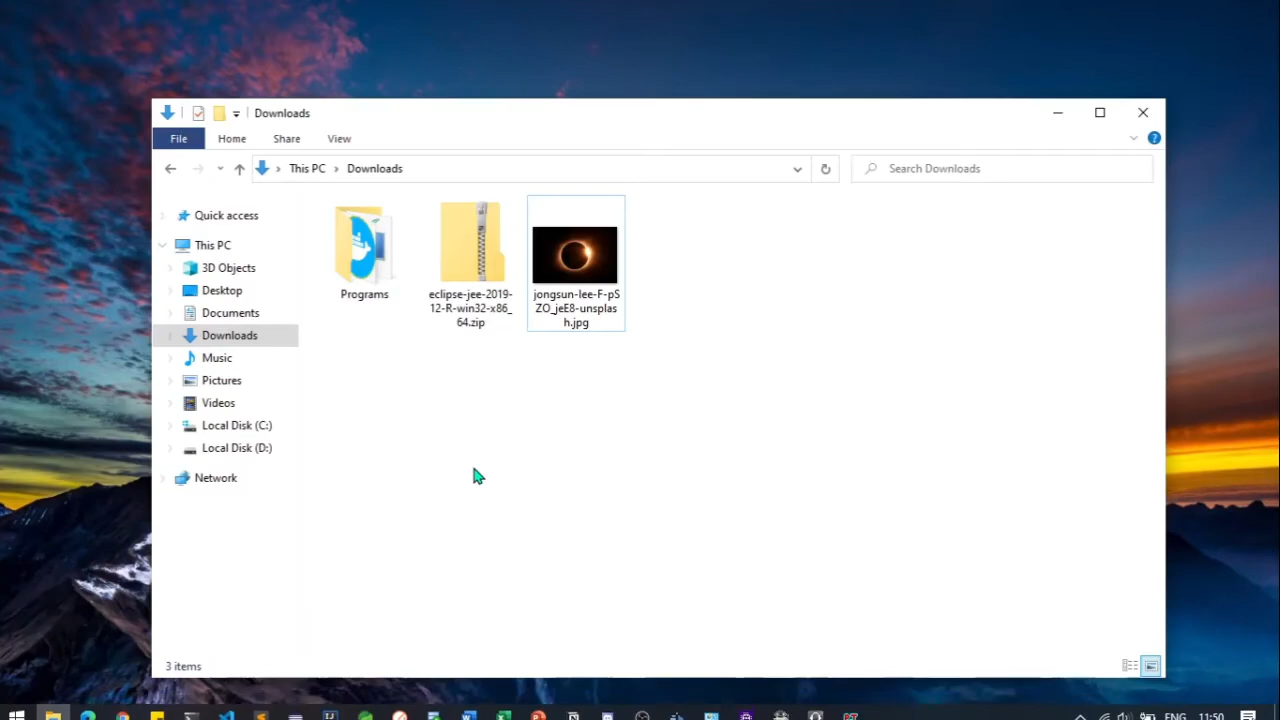 Downloads
File Home Share View
This PC Downloads
Search Downloads
Quick access
This PC
3D Objects
Desktop
Documents
Downloads
Music
Pictures
Videos
Local Disk (C:)
Local Disk (D:)
Network
Programs
eclipse-jee-2019-
12-R-win32-x86_
64.zip
jongsun-lee-F-pS
ZO_jeE8-unsplas
h.jpg
3 items
ENG 11:50